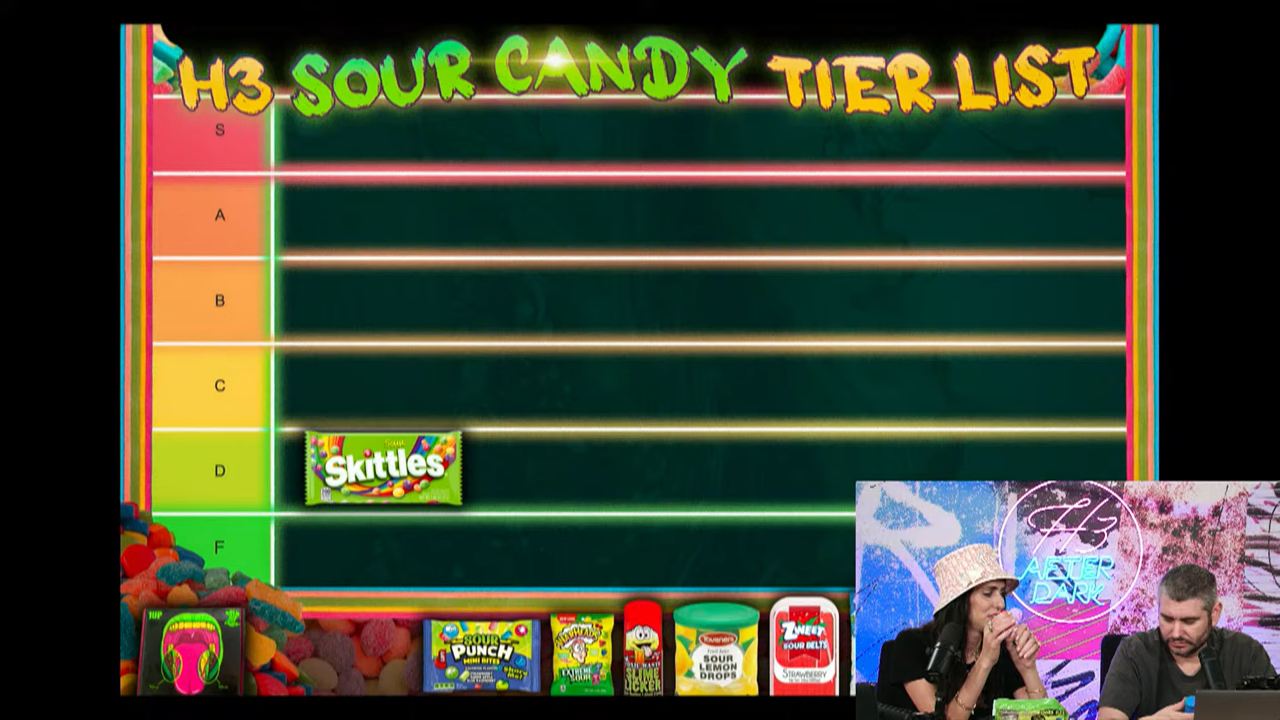 H3 SOUR CANDY TIER LIST
S
A
B
C
D
Skittles
F
SOUR
PUNCH
MINI BITES
WARHEADS
EXTREME
SOUR
SLIME
LICKER
SOUR
LEMON
DROPS
ZWEET
SOUR BELTS
STRAWBERRY
H3
AFTER
DARK